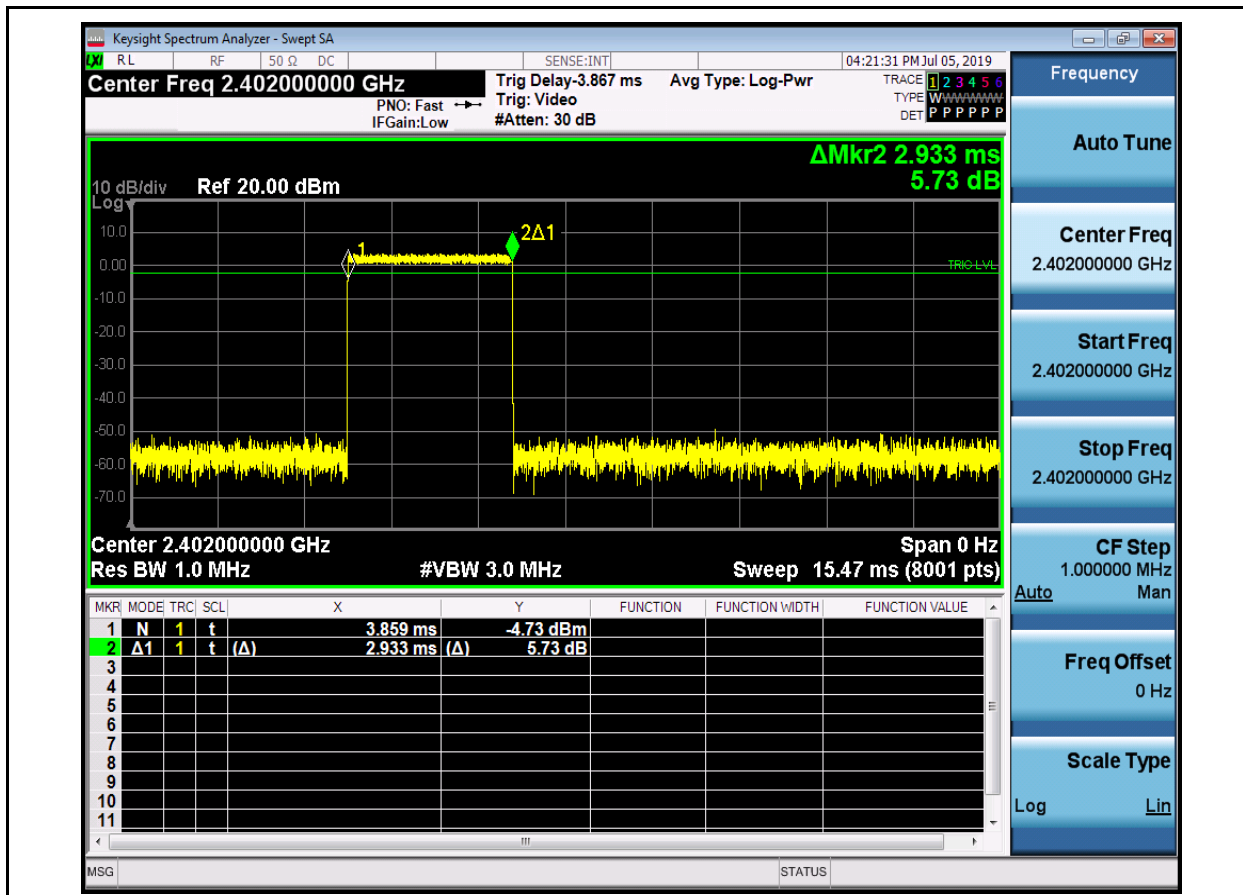 Keysight Spectrum Analyzer - Swept SA
LXI RL RF 50 Ω DC SENSE:INT 04:21:31 PM Jul 05, 2019
Center Freq 2.402000000 GHz
PNO: Fast
IFGain:Low
Trig Delay-3.867 ms
Trig: Video
#Atten: 30 dB
Avg Type: Log-Pwr
TRACE 1 2 3 4 5 6
TYPE WWWWWW
DET P P P P P P
ΔMkr2 2.933 ms
5.73 dB
10 dB/div Ref 20.00 dBm
Log
10.0
0.00
-10.0
-20.0
-30.0
-40.0
-50.0
-60.0
-70.0
1
2Δ1
TRIG LVL
Center 2.402000000 GHz Span 0 Hz
Res BW 1.0 MHz #VBW 3.0 MHz Sweep 15.47 ms (8001 pts)
MKR MODE TRC SCL X Y FUNCTION FUNCTION WIDTH FUNCTION VALUE
1 N 1 t 3.859 ms -4.73 dBm
2 Δ1 1 t (Δ) 2.933 ms (Δ) 5.73 dB
3
4
5
6
7
8
9
10
11
MSG STATUS
Frequency
Auto Tune
Center Freq
2.402000000 GHz
Start Freq
2.402000000 GHz
Stop Freq
2.402000000 GHz
CF Step
1.000000 MHz
Auto Man
Freq Offset
0 Hz
Scale Type
Log Lin